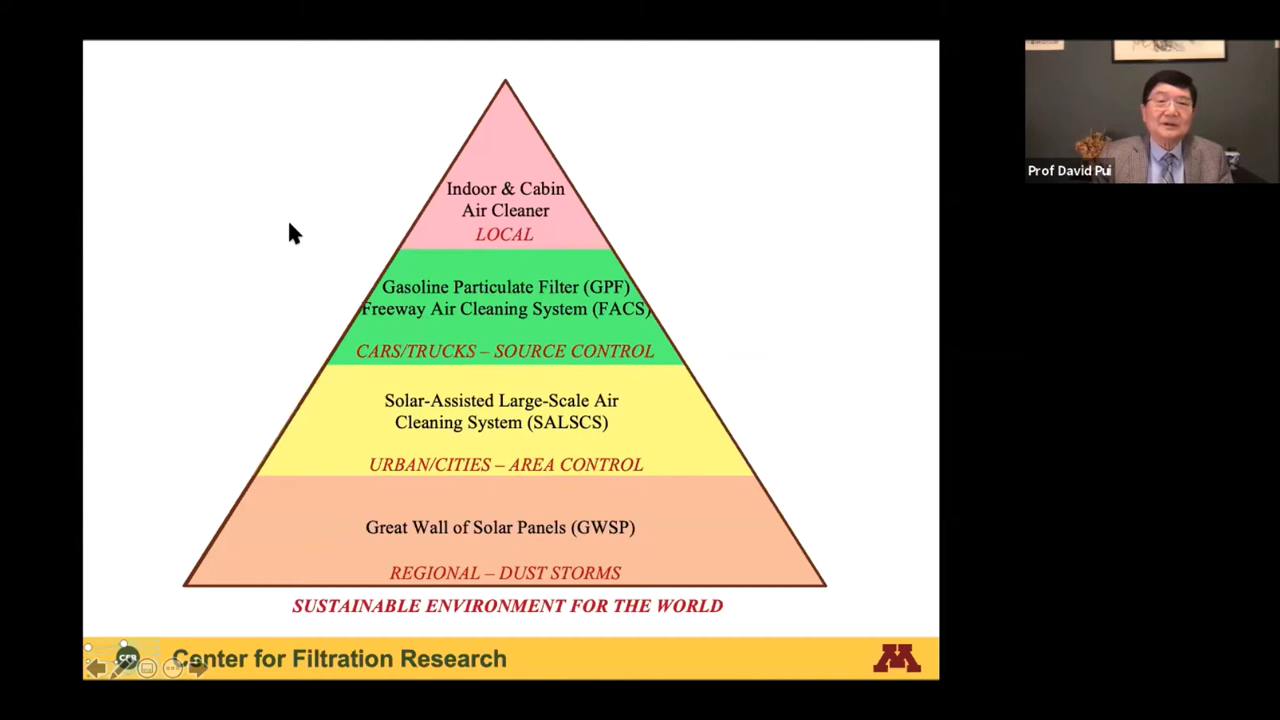 Indoor & Cabin
Air Cleaner
LOCAL
Gasoline Particulate Filter (GPF)
Freeway Air Cleaning System (FACS)
CARS/TRUCKS – SOURCE CONTROL
Solar-Assisted Large-Scale Air
Cleaning System (SALSCS)
URBAN/CITIES – AREA CONTROL
Great Wall of Solar Panels (GWSP)
REGIONAL – DUST STORMS
SUSTAINABLE ENVIRONMENT FOR THE WORLD
CFR
Center for Filtration Research
M
Prof David Pui